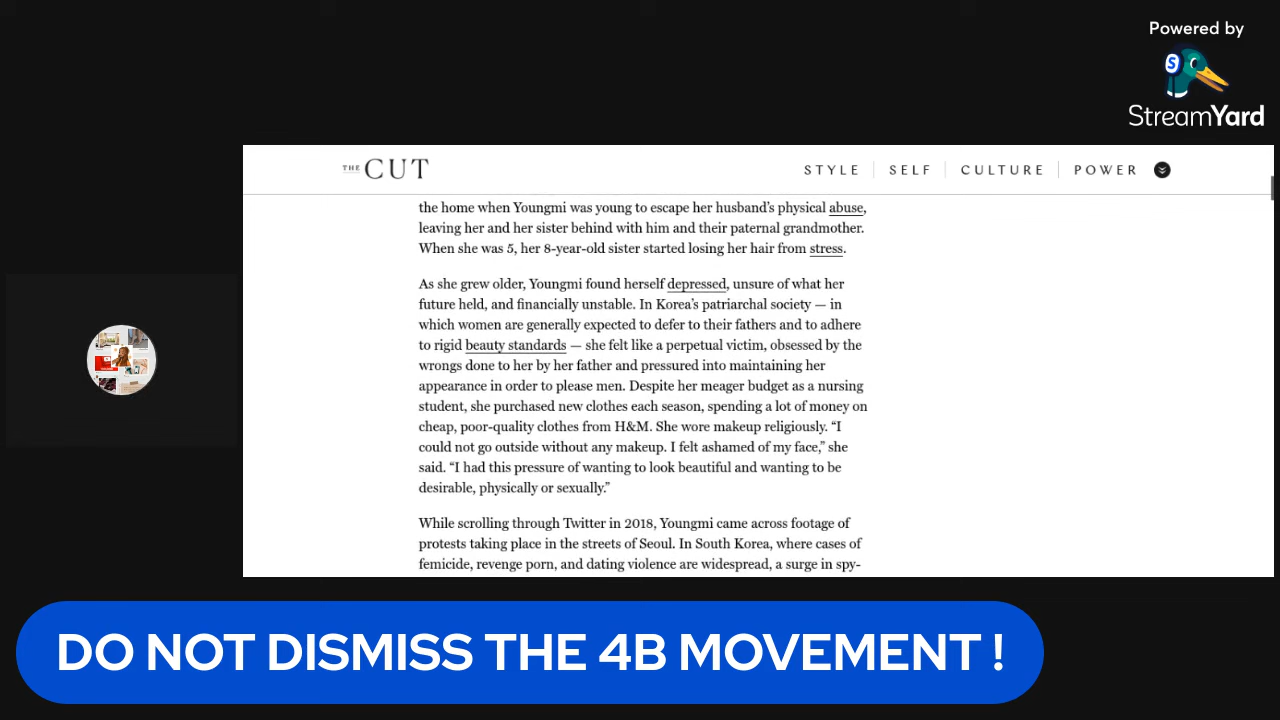 Powered by
S
StreamYard
THE CUT
STYLE
SELF
CULTURE
POWER
the home when Youngmi was young to escape her husband’s physical abuse,
leaving her and her sister behind with him and their paternal grandmother.
When she was 5, her 8-year-old sister started losing her hair from stress.
As she grew older, Youngmi found herself depressed, unsure of what her
future held, and financially unstable. In Korea’s patriarchal society — in
which women are generally expected to defer to their fathers and to adhere
to rigid beauty standards — she felt like a perpetual victim, obsessed by the
wrongs done to her by her father and pressured into maintaining her
appearance in order to please men. Despite her meager budget as a nursing
student, she purchased new clothes each season, spending a lot of money on
cheap, poor-quality clothes from H&M. She wore makeup religiously. “I
could not go outside without any makeup. I felt ashamed of my face,” she
said. “I had this pressure of wanting to look beautiful and wanting to be
desirable, physically or sexually.”
While scrolling through Twitter in 2018, Youngmi came across footage of
protests taking place in the streets of Seoul. In South Korea, where cases of
femicide, revenge porn, and dating violence are widespread, a surge in spy-
DO NOT DISMISS THE 4B MOVEMENT !